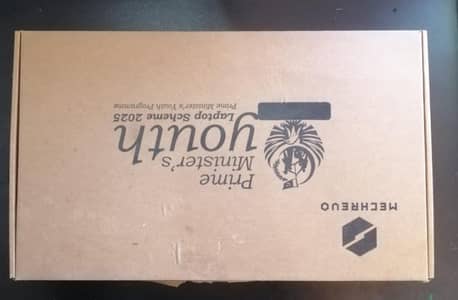 MECHREVO
Prime
Minister's
youth
Laptop Scheme 2025
Prime Minister's Youth Programme